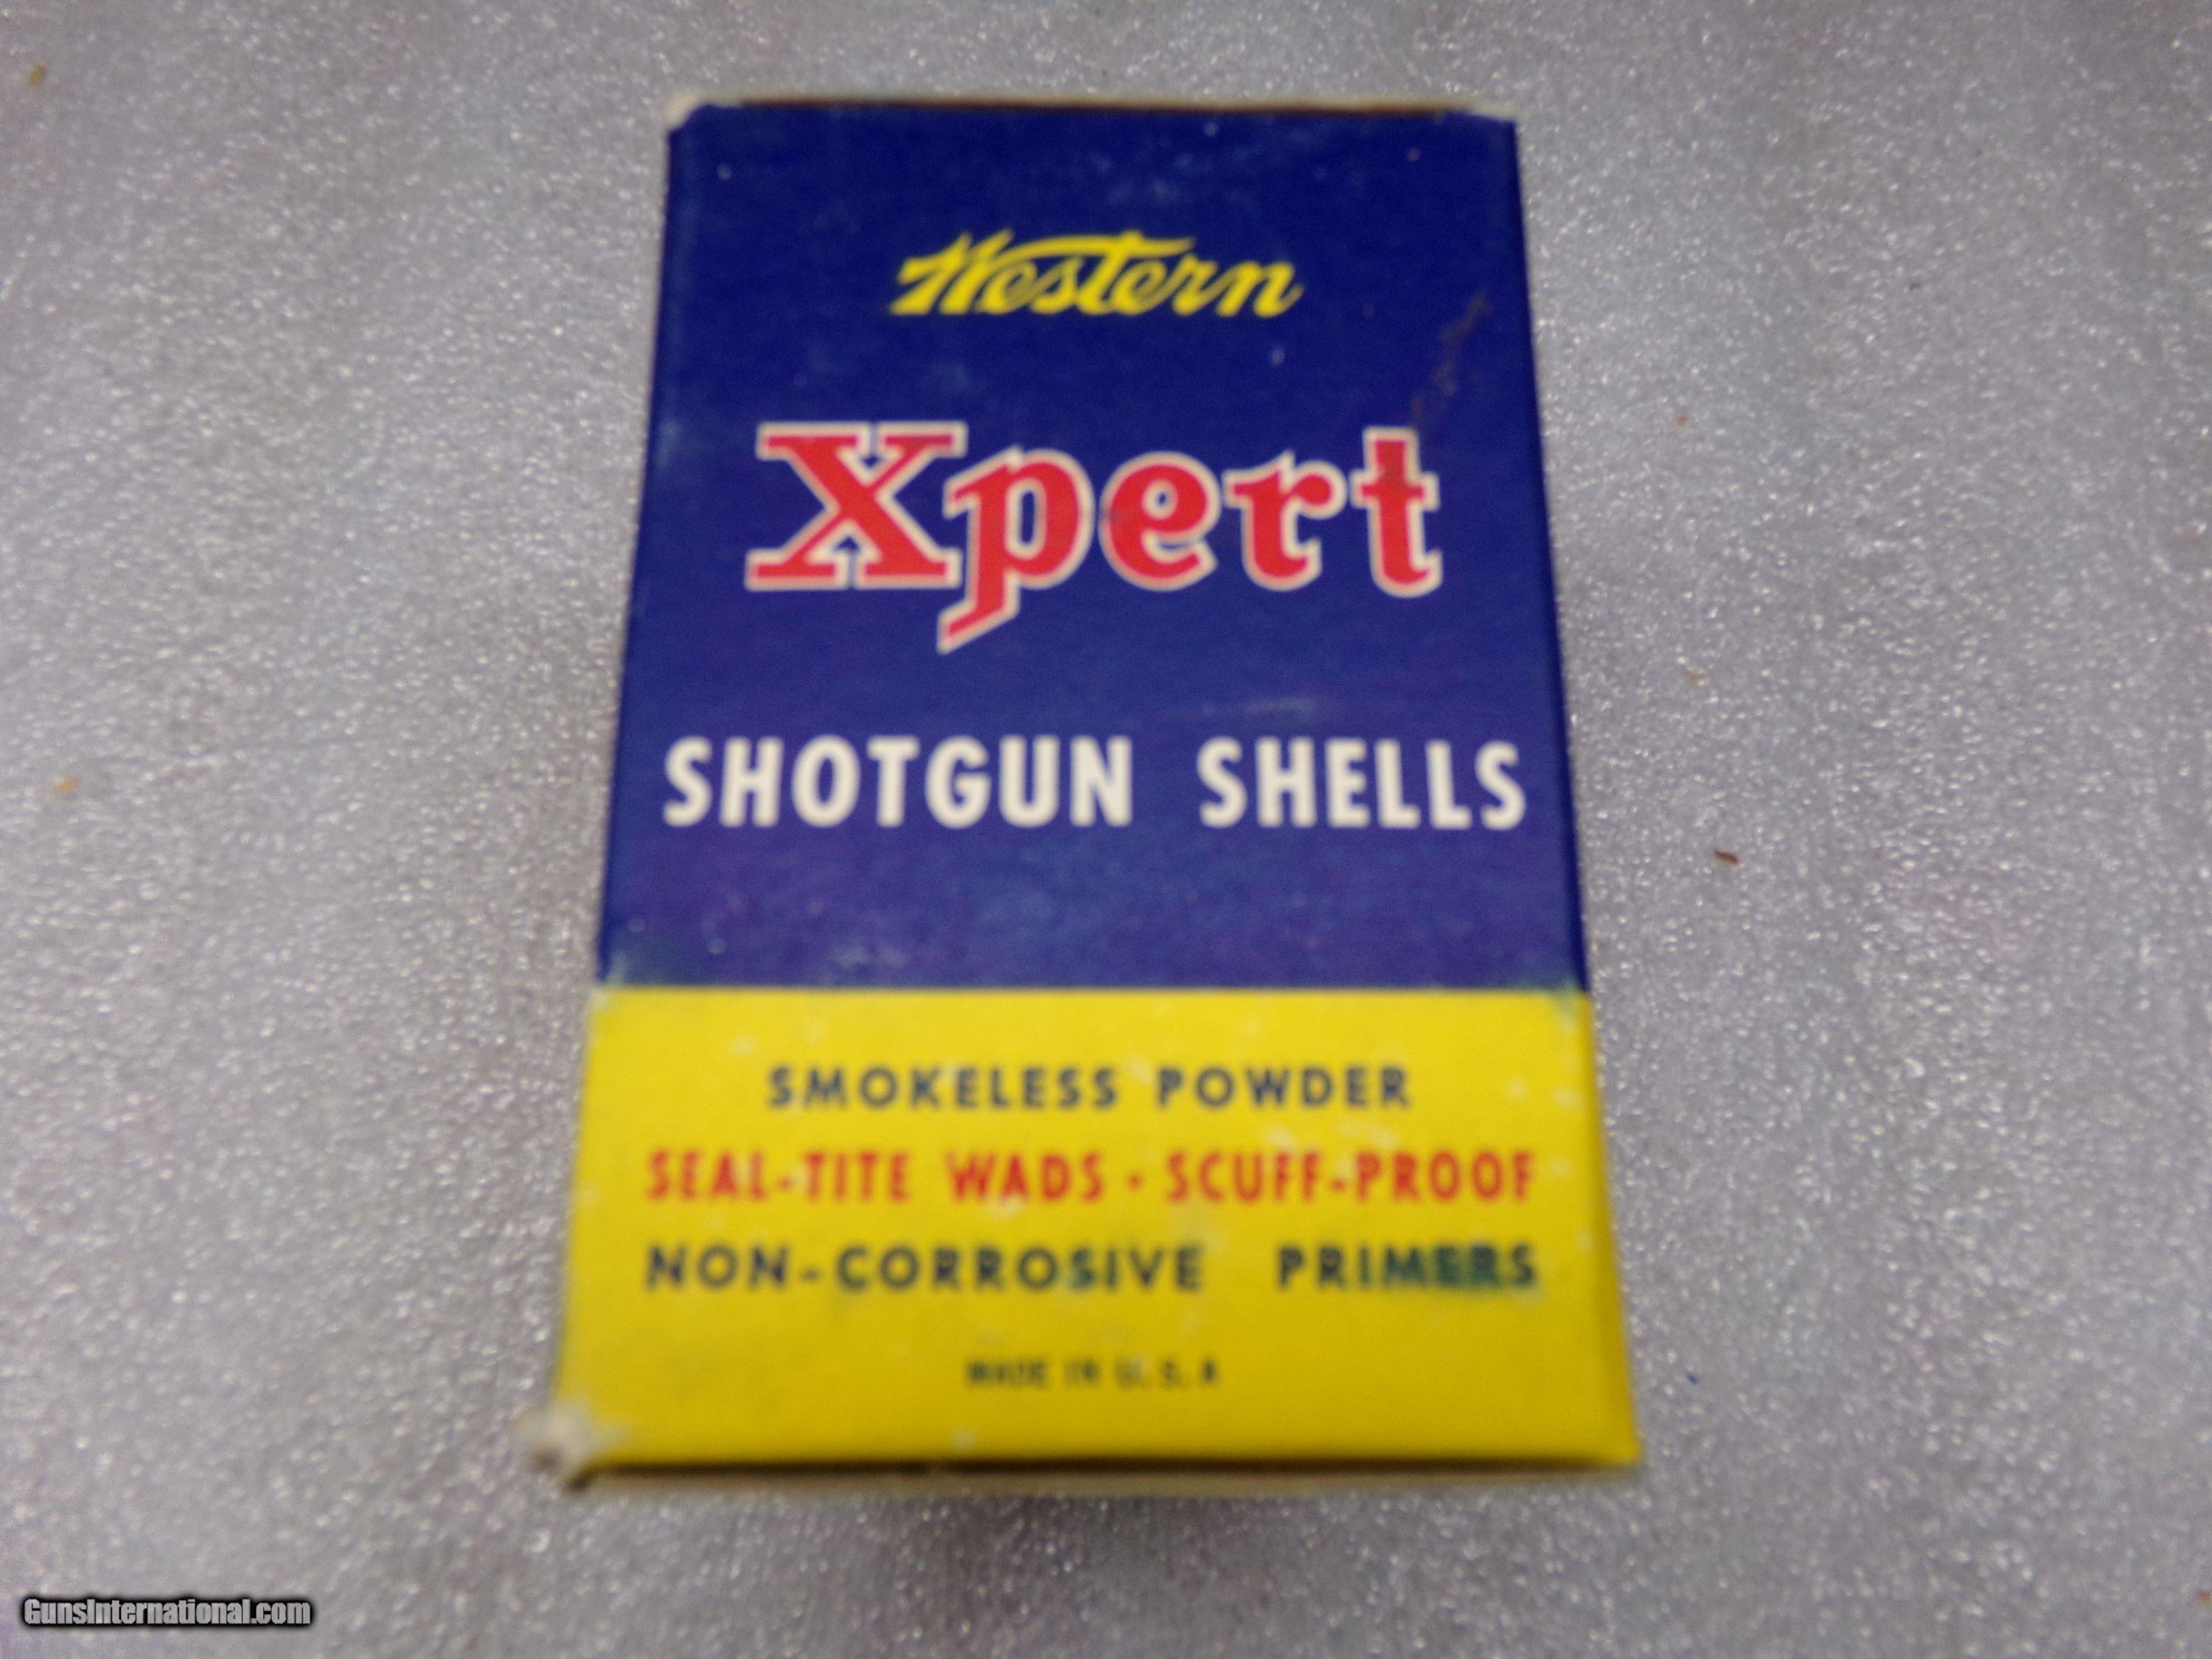 Western
Xpert
SHOTGUN SHELLS
SMOKELESS POWDER
SEAL-TITE WADS • SCUFF-PROOF
NON-CORROSIVE PRIMERS
MADE IN U.S.A
GunsInternational.com